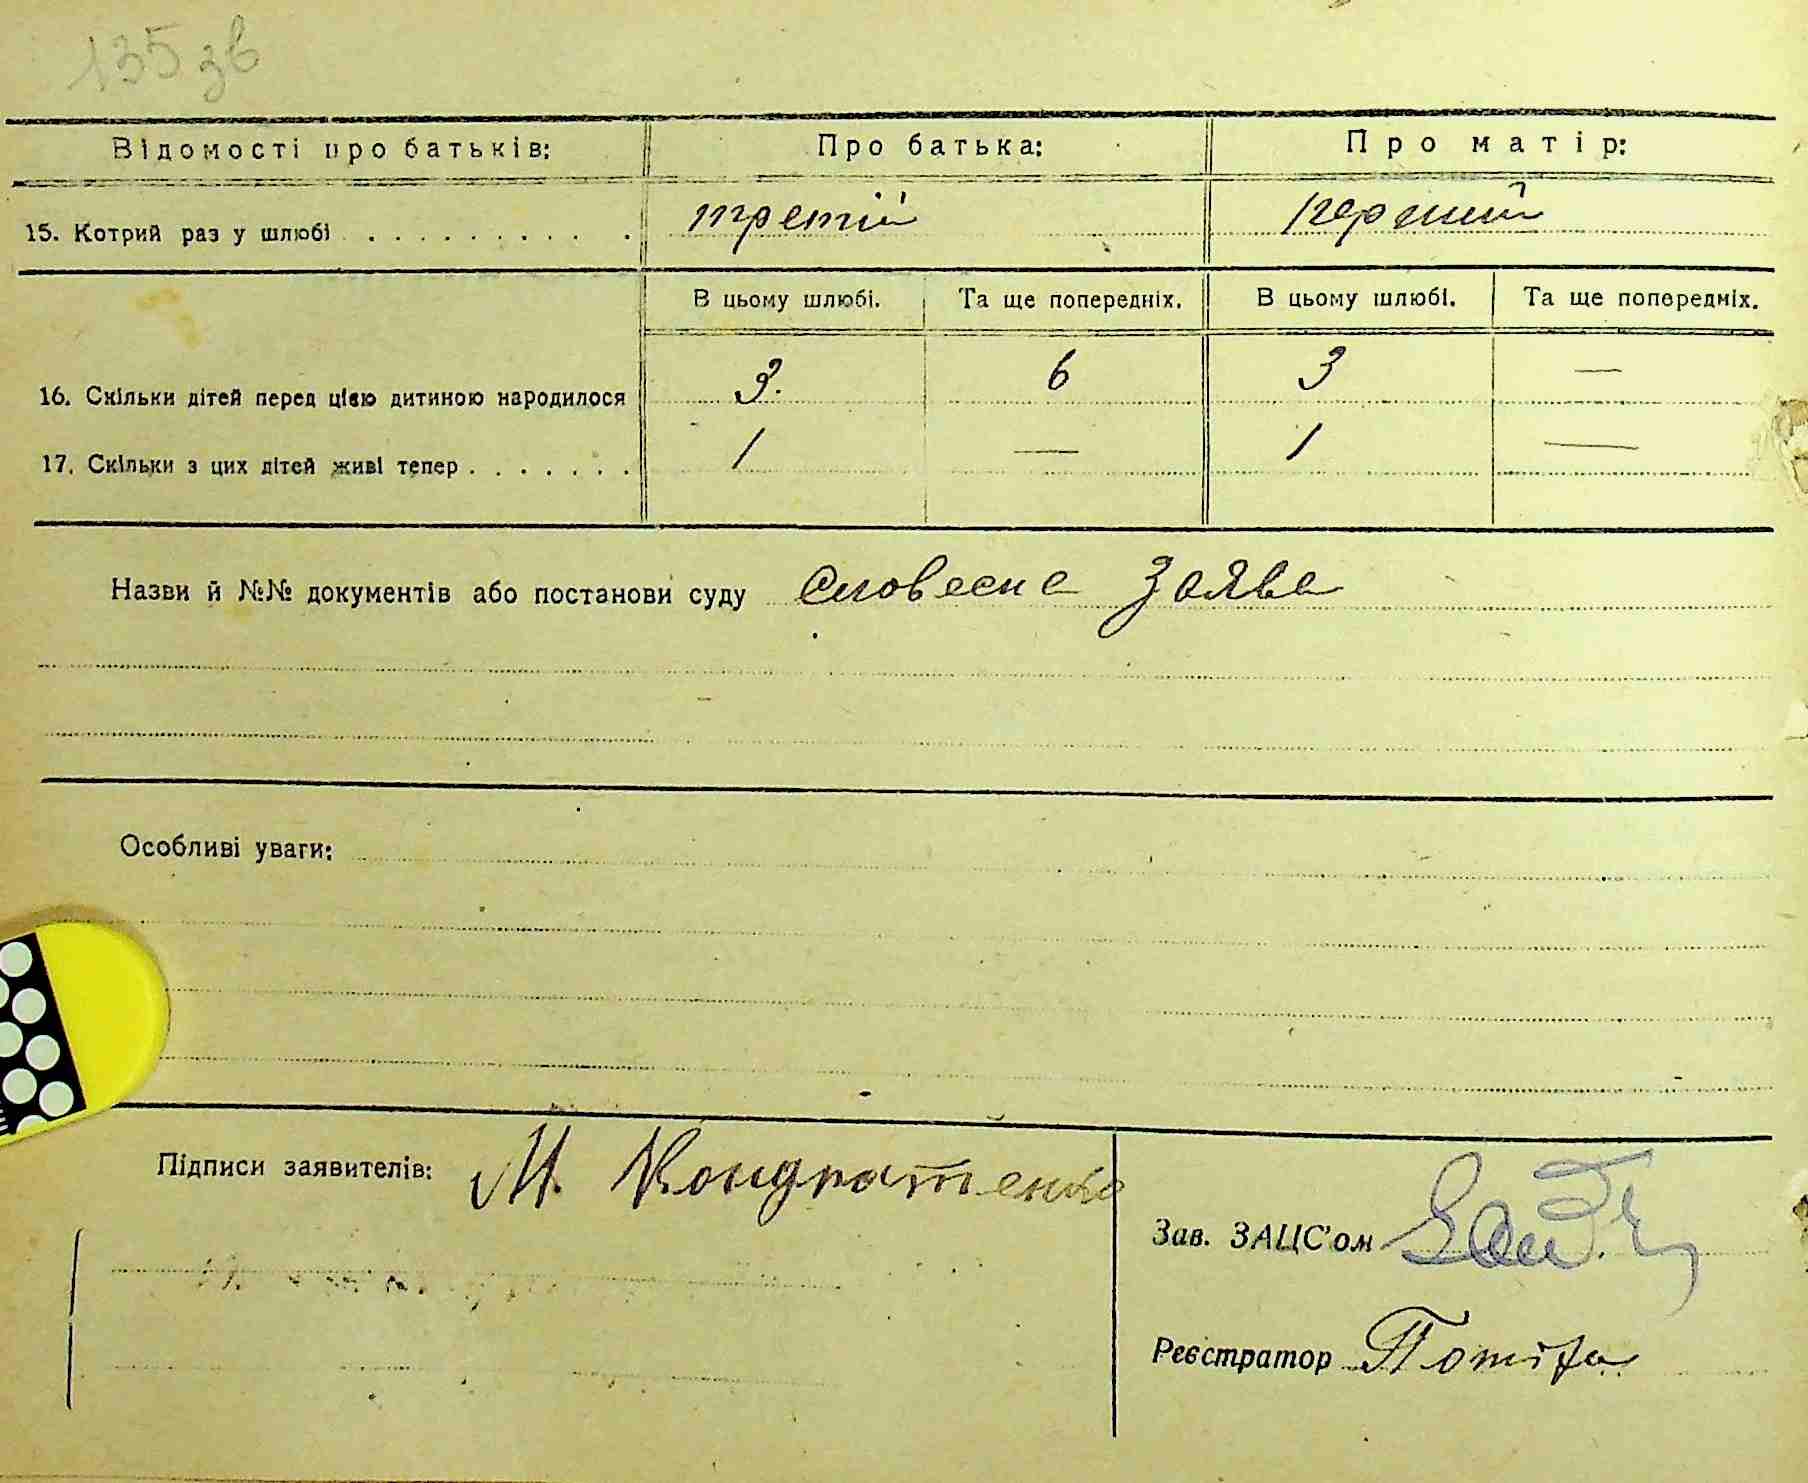 135 зв
Відомості про батьків: Про батька: Про матір:
15. Котрий раз у шлюбі . . . . . . . . . . третій перший
В цьому шлюбі. Та ще попередніх. В цьому шлюбі. Та ще попередніх.
16. Скільки дітей перед цією дитиною народилося 3. 6 3 —
17. Скільки з цих дітей живі тепер . . . . . . . 1 — 1 —
Назви й №№ документів або постанови суду словесна заява
Особливі уваги:
Підписи заявителів: М. Кондратенко
Зав. ЗАЦС'ом
Реєстратор